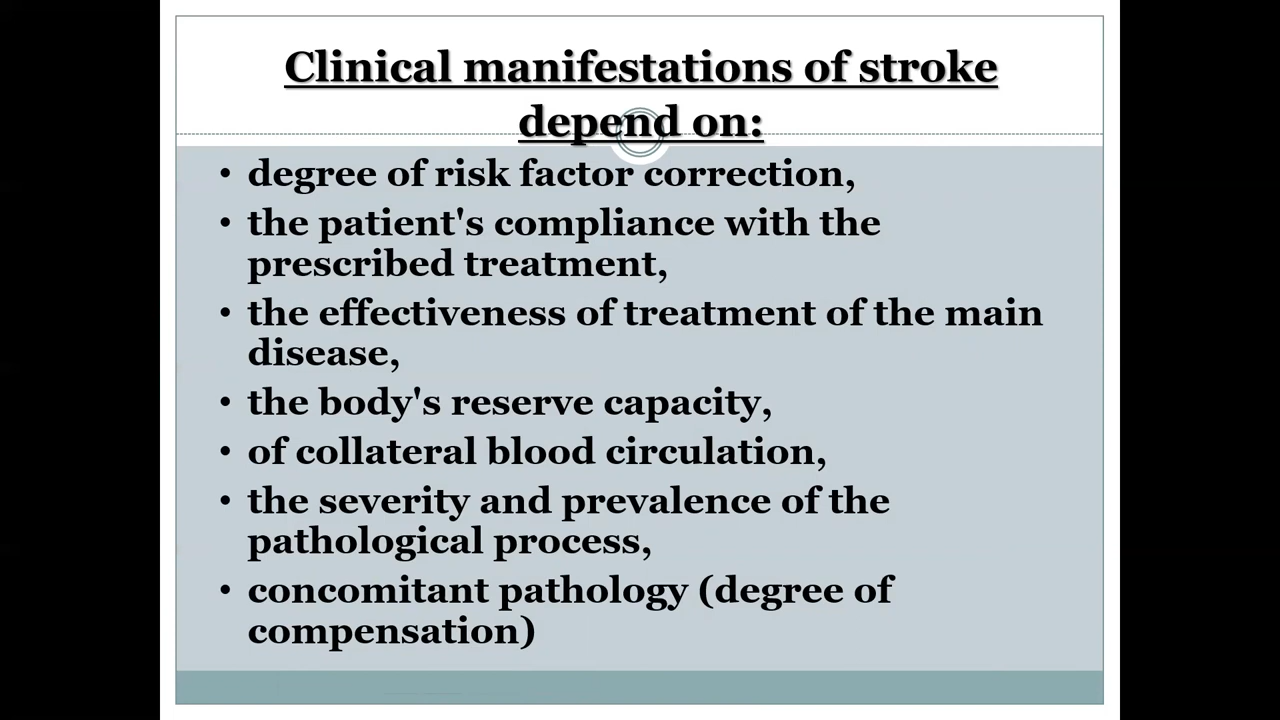 Clinical manifestations of stroke
depend on:
• degree of risk factor correction,
• the patient's compliance with the
prescribed treatment,
• the effectiveness of treatment of the main
disease,
• the body's reserve capacity,
• of collateral blood circulation,
• the severity and prevalence of the
pathological process,
• concomitant pathology (degree of
compensation)